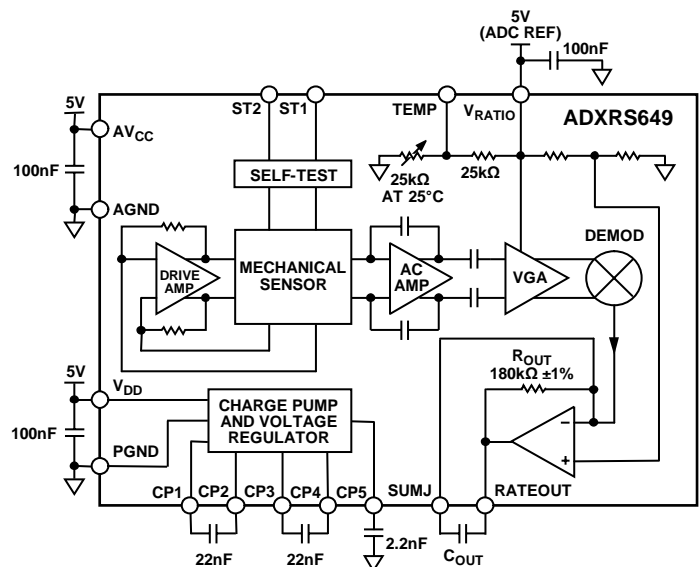 5V
(ADC REF)
100nF
5V
ST2 ST1
TEMP
VRATIO
ADXRS649
AVCC
100nF
SELF-TEST
25kΩ
AT 25°C
25kΩ
AGND
DEMOD
DRIVE
AMP
MECHANICAL
SENSOR
AC
AMP
VGA
5V
VDD
ROUT
180kΩ ±1%
100nF
CHARGE PUMP
AND VOLTAGE
REGULATOR
−
+
PGND
CP1 CP2 CP3 CP4 CP5 SUMJ RATEOUT
22nF
22nF
2.2nF
COUT